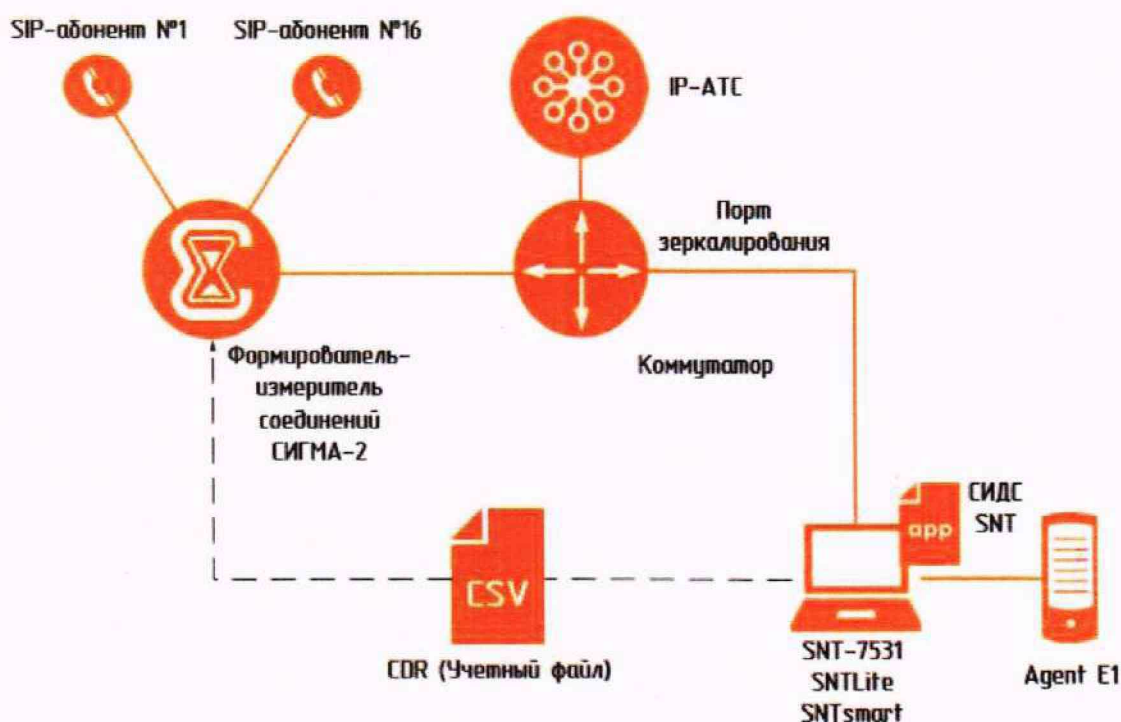 SIP-абонент №1
SIP-абонент №16
IP-АТС
Порт
зеркалирования
Формирователь-
измеритель
соединений
СИГМА-2
Коммутатор
СИДС
SNT
app
CSV
CDR (Учетный файл)
SNT-7531
SNTLite
SNTsmart
Agent E1